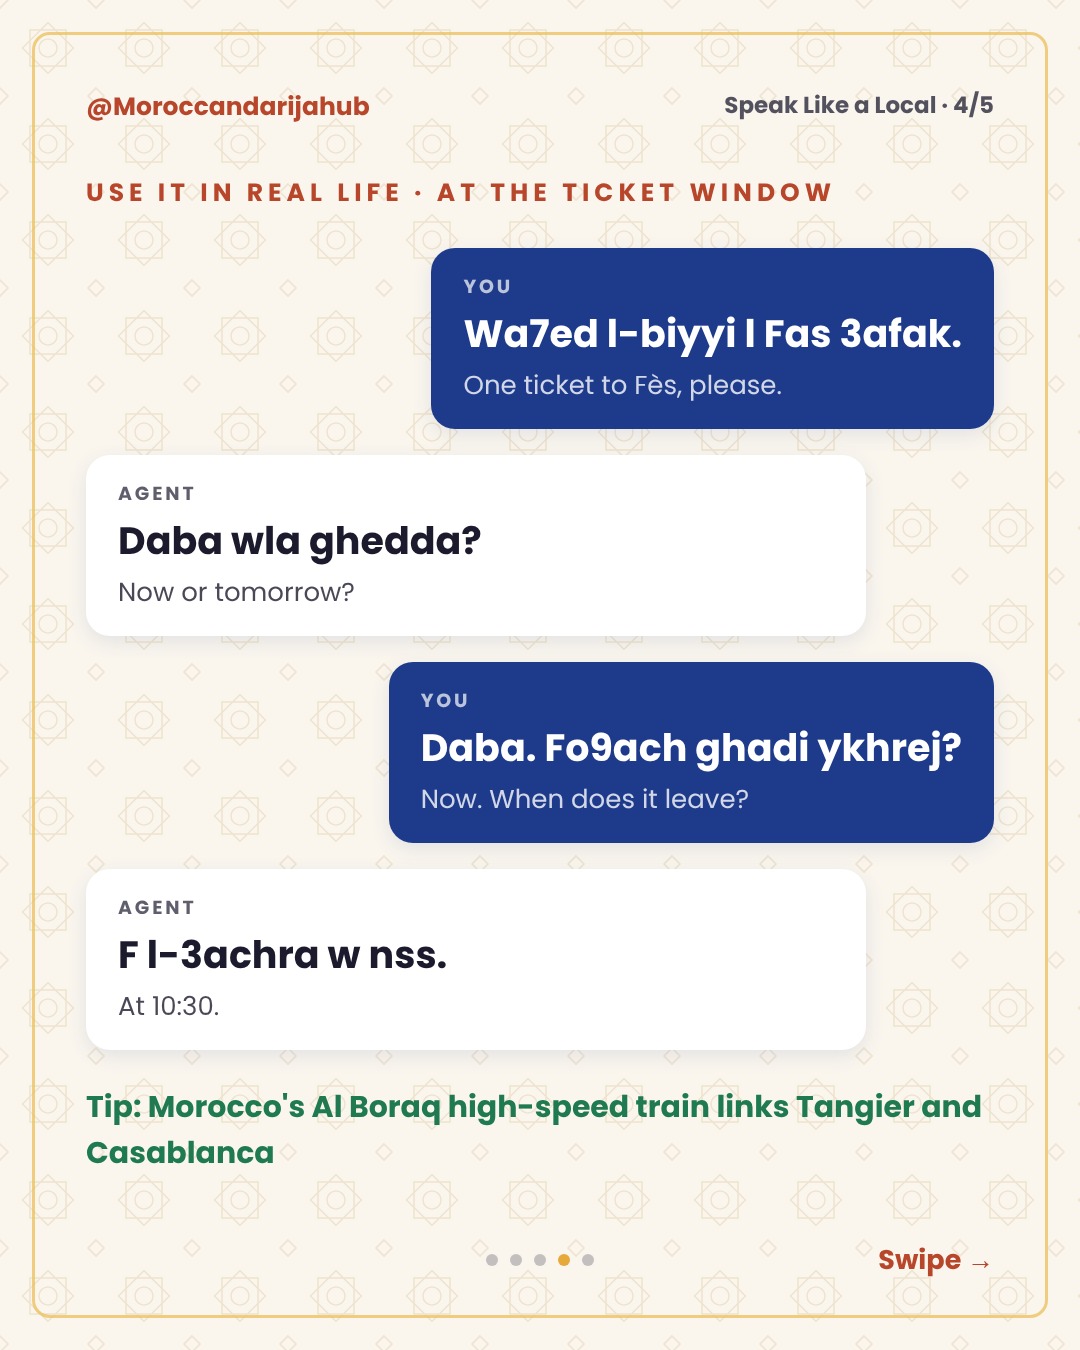 @Moroccandarijahub
Speak Like a Local · 4/5
USE IT IN REAL LIFE · AT THE TICKET WINDOW
YOU
Wa7ed l-biyyi l Fas 3afak.
One ticket to Fès, please.
AGENT
Daba wla ghedda?
Now or tomorrow?
YOU
Daba. Fo9ach ghadi ykhrej?
Now. When does it leave?
AGENT
F l-3achra w nss.
At 10:30.
Tip: Morocco's Al Boraq high-speed train links Tangier and
Casablanca
Swipe →